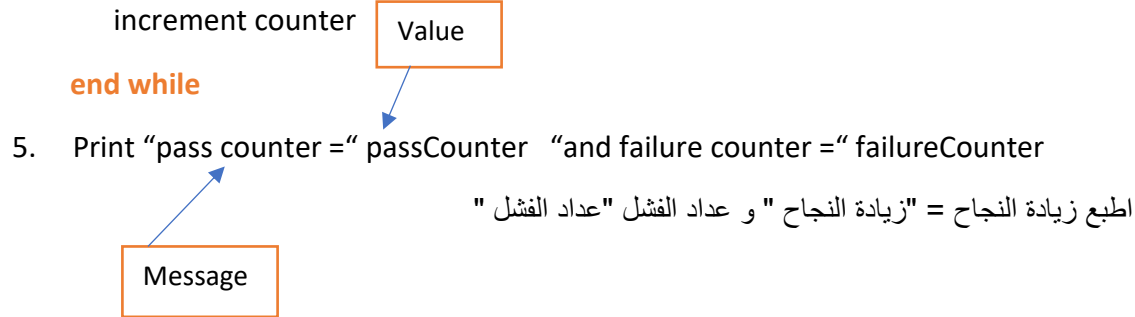 increment counter
Value
end while
5. Print “pass counter =“ passCounter “and failure counter =“ failureCounter
اطبع زيادة النجاح = "زيادة النجاح " و عداد الفشل "عداد الفشل "
Message